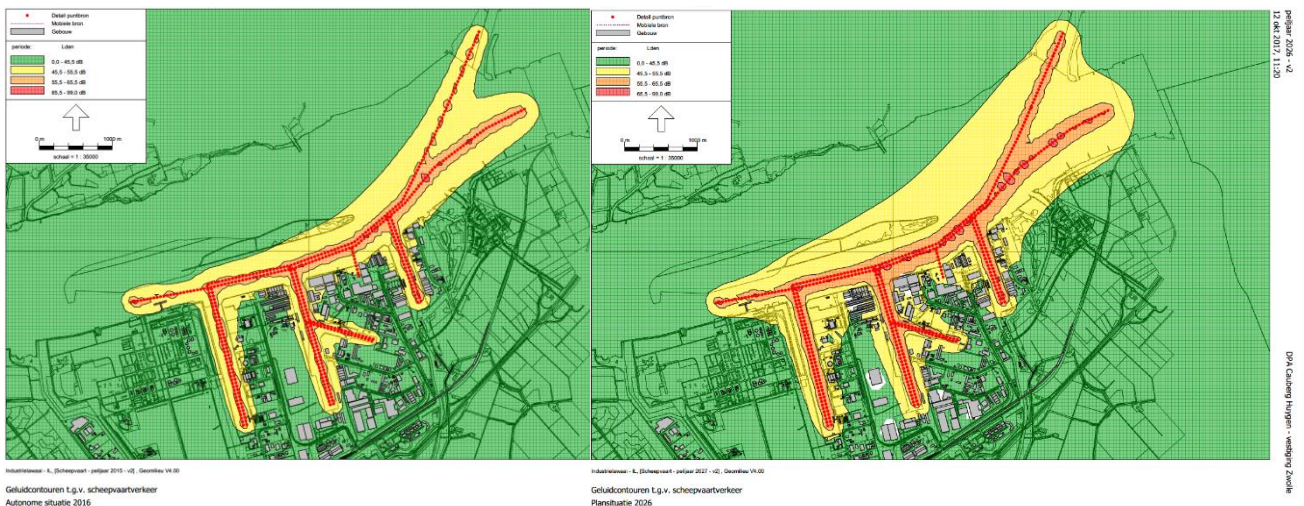 Detail puntbron
Mobiele bron
Gebouw
periode: Lden
0,0 - 45,5 dB
45,5 - 55,5 dB
55,5 - 65,5 dB
65,5 - 99,0 dB
0 m 1000 m
schaal = 1 : 35000
Industrielawaai - IL, [Scheepvaart - peiljaar 2015 - v2] , Geomilieu V4.00
Geluidcontouren t.g.v. scheepvaartverkeer
Autonome situatie 2016
Detail puntbron
Mobiele bron
Gebouw
periode: Lden
0,0 - 45,5 dB
45,5 - 55,5 dB
55,5 - 65,5 dB
65,5 - 99,0 dB
0 m 1000 m
schaal = 1 : 35000
Industrielawaai - IL, [Scheepvaart - peiljaar 2027 - v2] , Geomilieu V4.00
Geluidcontouren t.g.v. scheepvaartverkeer
Plansituatie 2026
peiljaar 2026 - v2
12 okt 2017, 11:20
DPA Cauberg Huygen - vestiging Zwolle